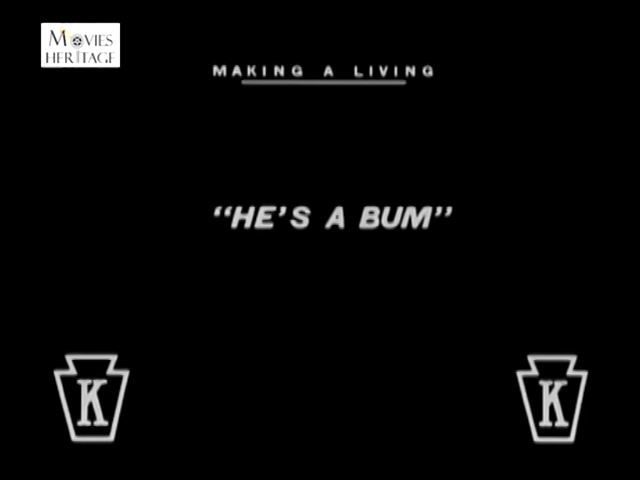 MOVIES
HERITAGE
MAKING A LIVING
"HE'S A BUM"
K
K